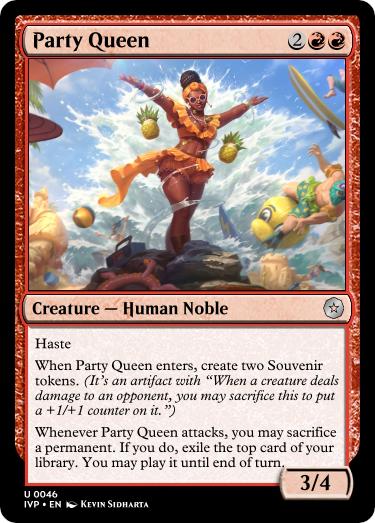 Party Queen 2
Creature — Human Noble
Haste
When Party Queen enters, create two Souvenir
tokens. (It's an artifact with “When a creature deals
damage to an opponent, you may sacrifice this to put
a +1/+1 counter on it.”)
Whenever Party Queen attacks, you may sacrifice
a permanent. If you do, exile the top card of your
library. You may play it until end of turn.
3/4
U 0046
IVP • EN Kevin Sidharta